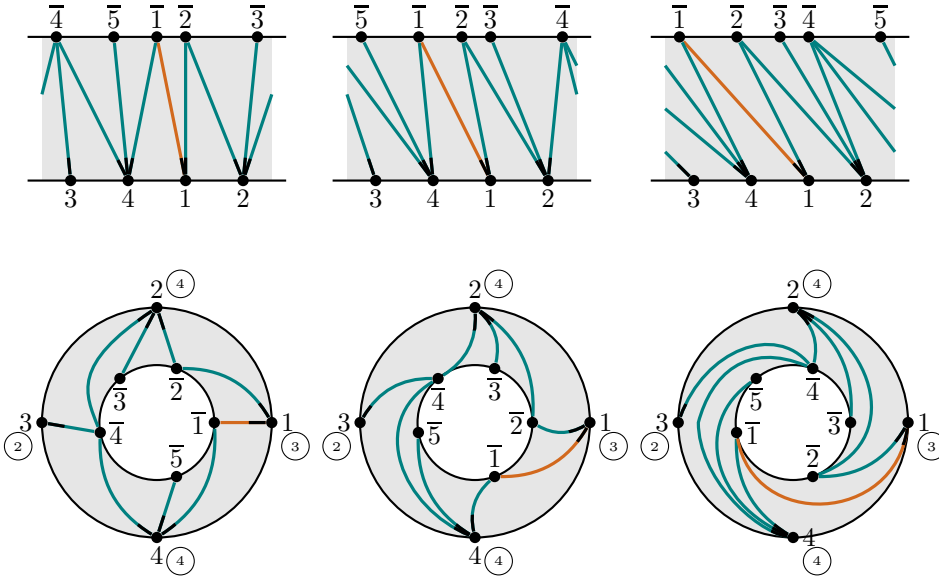 4̅ 5̅ 1̅ 2̅ 3̅ 5̅ 1̅ 2̅ 3̅ 4̅ 1̅ 2̅ 3̅ 4̅ 5̅
3 4 1 2 3 4 1 2 3 4 1 2
2 ④ 2 ④ 2 ④
3̅ 2̅ 4̅ 3̅ 5̅ 4̅
3 1̅ 1 3 2̅ 1 3 3̅ 1
② 4̅ ③ ② 5̅ ③ ② 1̅ ③
5̅ 1̅ 2̅
4 ④ 4 ④ 4 ④